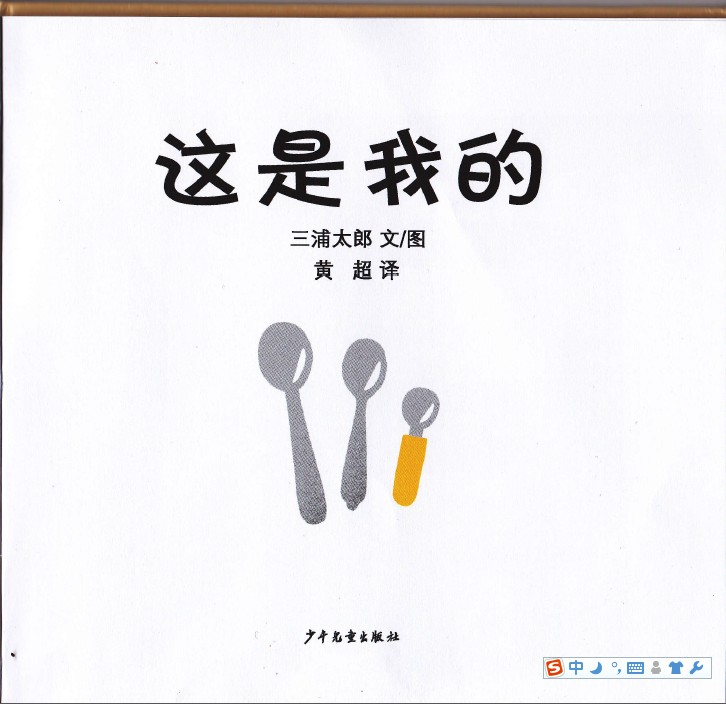 这是我的
三浦太郎 文/图
黄 超 译
少年儿童出版社
中